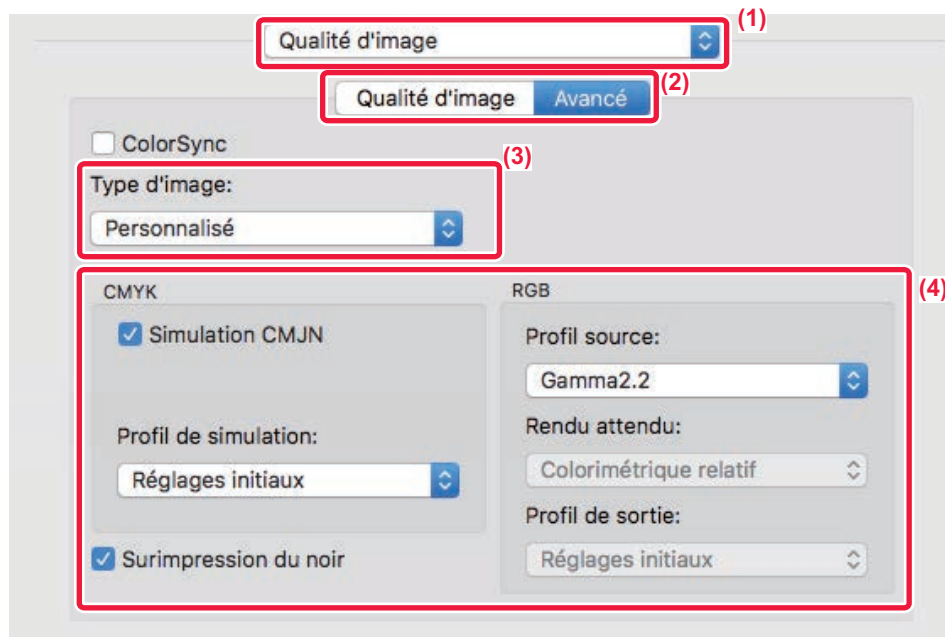 (1)
Qualité d'image
(2)
Qualité d'image Avancé
ColorSync
(3)
Type d'image:
Personnalisé
(4)
CMYK
Simulation CMJN
Profil de simulation:
Réglages initiaux
Surimpression du noir
RGB
Profil source:
Gamma2.2
Rendu attendu:
Colorimétrique relatif
Profil de sortie:
Réglages initiaux